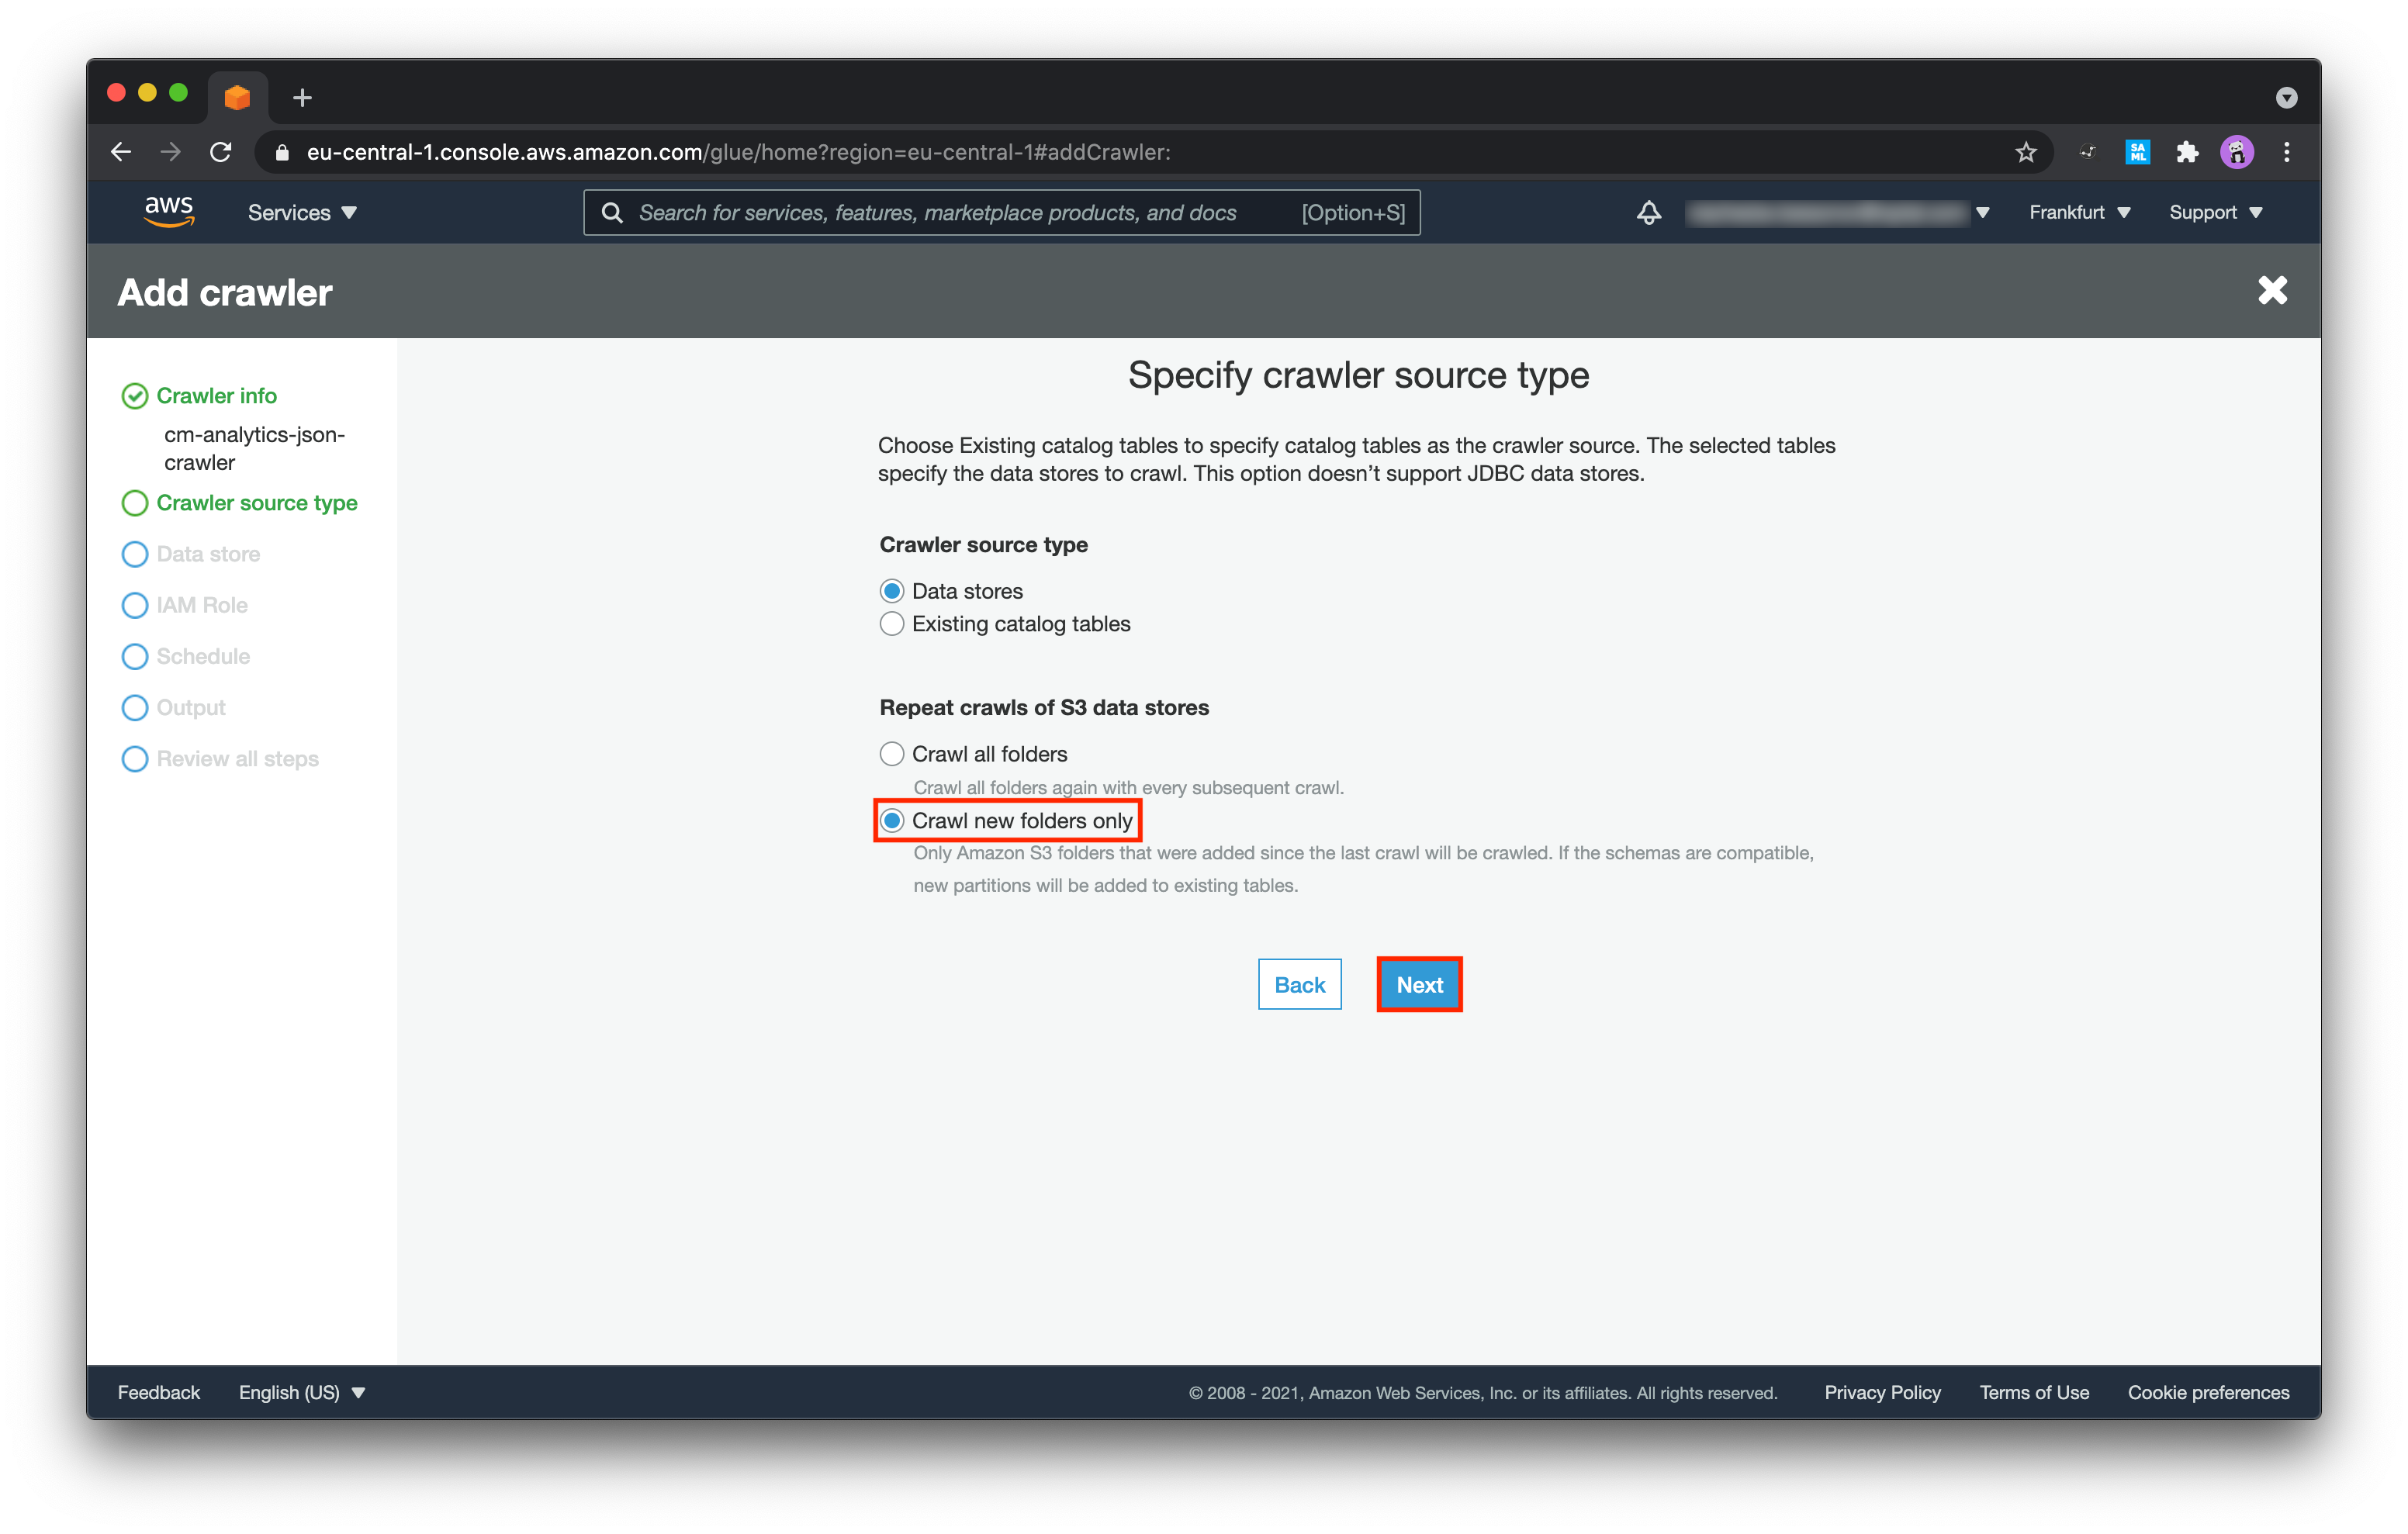 eu-central-1.console.aws.amazon.com/glue/home?region=eu-central-1#addCrawler:
SA
ML
aws
Services
Search for services, features, marketplace products, and docs
[Option+S]
Frankfurt
Support
Add crawler
Crawler info
cm-analytics-json-
crawler
Crawler source type
Data store
IAM Role
Schedule
Output
Review all steps
Specify crawler source type
Choose Existing catalog tables to specify catalog tables as the crawler source. The selected tables
specify the data stores to crawl. This option doesn’t support JDBC data stores.
Crawler source type
Data stores
Existing catalog tables
Repeat crawls of S3 data stores
Crawl all folders
Crawl all folders again with every subsequent crawl.
Crawl new folders only
Only Amazon S3 folders that were added since the last crawl will be crawled. If the schemas are compatible,
new partitions will be added to existing tables.
Back
Next
Feedback
English (US)
© 2008 - 2021, Amazon Web Services, Inc. or its affiliates. All rights reserved.
Privacy Policy
Terms of Use
Cookie preferences